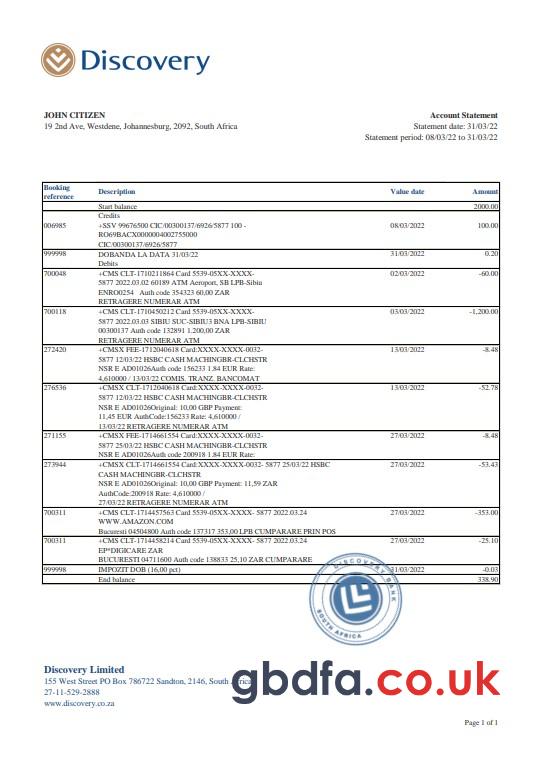 Discovery
JOHN CITIZEN
19 2nd Ave, Westdene, Johannesburg, 2092, South Africa
Account Statement
Statement date: 31/03/22
Statement period: 08/03/22 to 31/03/22
Booking reference Description Value date Amount
Start balance 2000.00
Credits
006985 +SSV 99676500 CIC/00300137/6926/5877 100 - 08/03/2022 100.00
RO69BACX0000004002755000
CIC/00300137/6926/5877
999998 DOBANDA LA DATA 31/03/22 31/03/2022 0.20
Debits
700048 +CMS CLT-1710211864 Card 5539-05XX-XXXX- 02/03/2022 -60.00
5877 2022.03.02 60189 ATM Aeroport, SB LPB-Sibiu
ENRO0254 Auth code 354323 60,00 ZAR
RETRAGERE NUMERAR ATM
700118 +CMS CLT-1710450212 Card 5539-05XX-XXXX- 03/03/2022 -1,200.00
5877 2022.03.03 SIBIU SUC-SIBIU3 BNA LPB-SIBIU
00300137 Auth code 132891 1.200,00 ZAR
RETRAGERE NUMERAR ATM
272420 +CMSX FEE-1712040618 Card:XXXX-XXXX-0032- 13/03/2022 -8.48
5877 12/03/22 HSBC CASH MACHINGBR-CLCHSTR
NSR E AD01026Auth code 156233 1.84 EUR Rate:
4,610000 / 13/03/22 COMIS. TRANZ. BANCOMAT
276536 +CMSX CLT-1712040618 Card:XXXX-XXXX-0032- 13/03/2022 -52.78
5877 12/03/22 HSBC CASH MACHINGBR-CLCHSTR
NSR E AD01026Original: 10,00 GBP Payment:
11,45 EUR AuthCode:156233 Rate: 4,610000 /
13/03/22 RETRAGERE NUMERAR ATM
271155 +CMSX FEE-1714661554 Card:XXXX-XXXX-0032- 27/03/2022 -8.48
5877 25/03/22 HSBC CASH MACHINGBR-CLCHSTR
NSR E AD01026Auth code 200918 1.84 EUR Rate:
273944 +CMSX CLT-1714661554 Card:XXXX-XXXX-0032- 5877 25/03/22 HSBC 27/03/2022 -53.43
CASH MACHINGBR-CLCHSTR
NSR E AD01026Original: 10,00 GBP Payment: 11,59 ZAR
AuthCode:200918 Rate: 4,610000 /
27/03/22 RETRAGERE NUMERAR ATM
700311 +CMS CLT-1714457563 Card 5539-05XX-XXXX- 5877 2022.03.24 27/03/2022 -353.00
WWW.AMAZON.COM
Bucuresti 04504800 Auth code 137317 353,00 LPB CUMPARARE PRIN POS
700311 +CMS CLT-1714458214 Card 5539-05XX-XXXX- 5877 2022.03.24 27/03/2022 -25.10
EP*DIGICARE ZAR
BUCURESTI 04711600 Auth code 138833 25,10 ZAR CUMPARARE
999998 IMPOZIT DOB (16,00 pct) 31/03/2022 -0.03
End balance 338.90
DISCOVERY BANK
SOUTH AFRICA
Discovery Limited
155 West Street PO Box 786722 Sandton, 2146, South Africa
27-11-529-2888
www.discovery.co.za
gbdfa.co.uk
Page 1 of 1